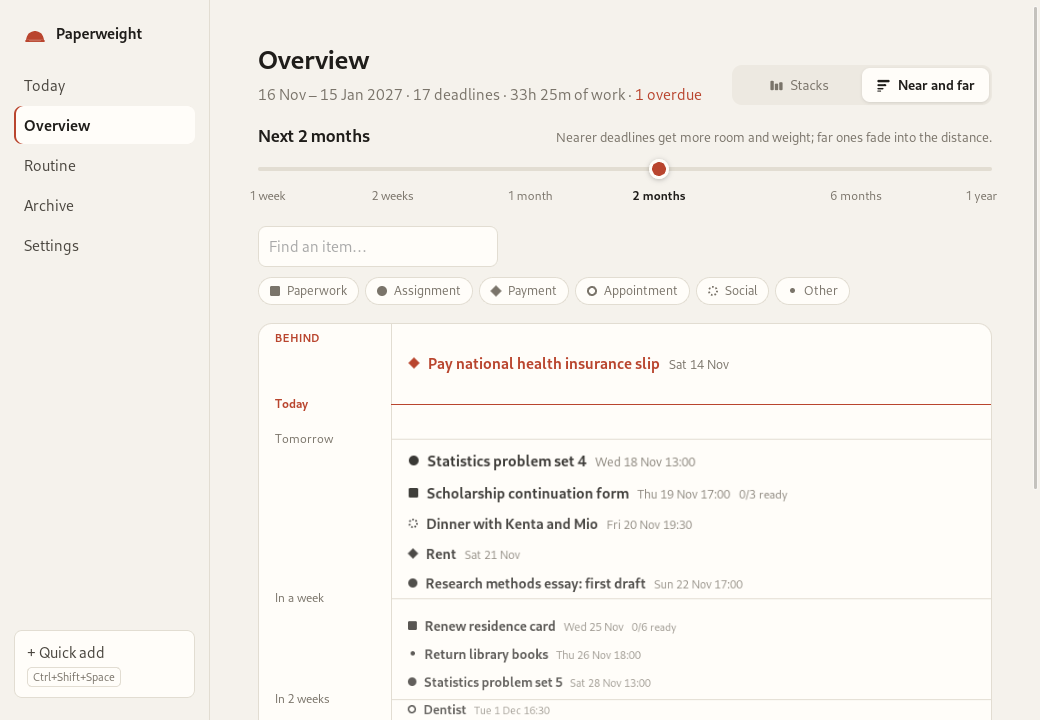 Paperweight
Today
Overview
Routine
Archive
Settings
+ Quick add
Ctrl+Shift+Space
Overview
16 Nov – 15 Jan 2027 · 17 deadlines · 33h 25m of work · 1 overdue
Stacks
Near and far
Next 2 months
Nearer deadlines get more room and weight; far ones fade into the distance.
1 week 2 weeks 1 month 2 months 6 months 1 year
Find an item…
Paperwork Assignment Payment Appointment Social Other
BEHIND
Pay national health insurance slip Sat 14 Nov
Today
Tomorrow
Statistics problem set 4 Wed 18 Nov 13:00
Scholarship continuation form Thu 19 Nov 17:00 0/3 ready
Dinner with Kenta and Mio Fri 20 Nov 19:30
Rent Sat 21 Nov
Research methods essay: first draft Sun 22 Nov 17:00
In a week
Renew residence card Wed 25 Nov 0/6 ready
Return library books Thu 26 Nov 18:00
Statistics problem set 5 Sat 28 Nov 13:00
In 2 weeks
Dentist Tue 1 Dec 16:30